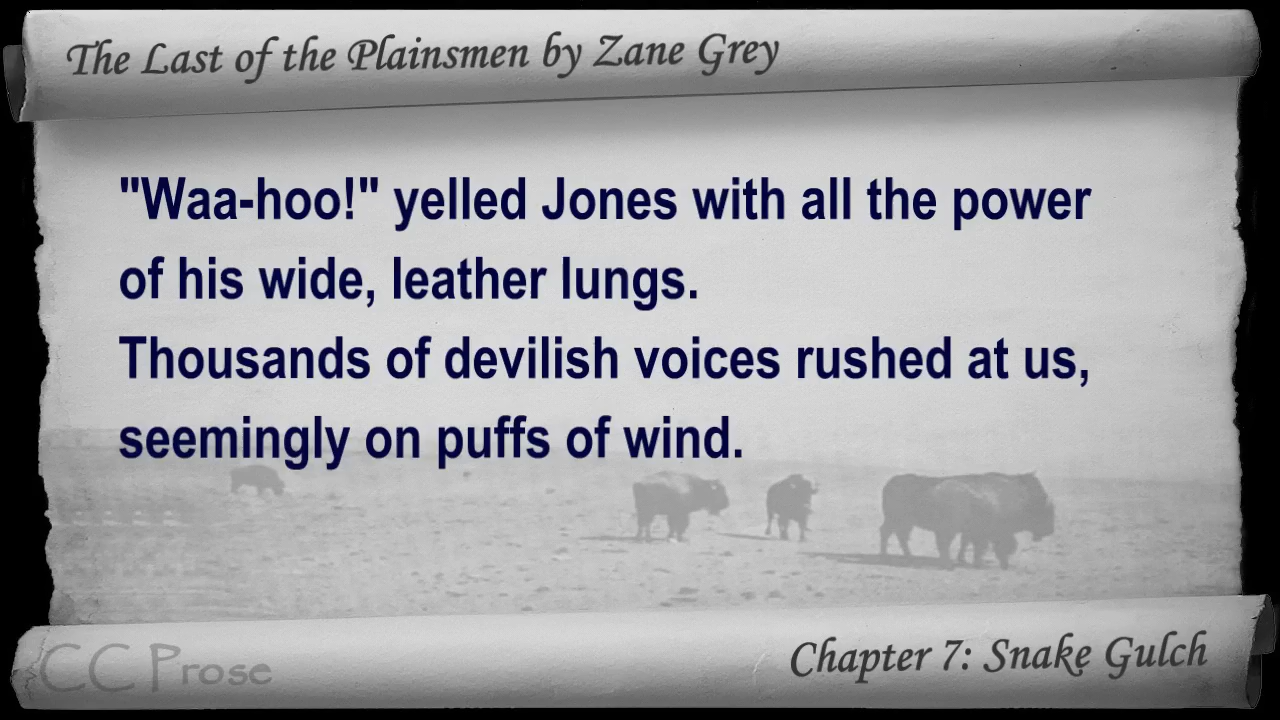 The Last of the Plainsmen by Zane Grey
"Waa-hoo!" yelled Jones with all the power
of his wide, leather lungs.
Thousands of devilish voices rushed at us,
seemingly on puffs of wind.
CC Prose
Chapter 7: Snake Gulch